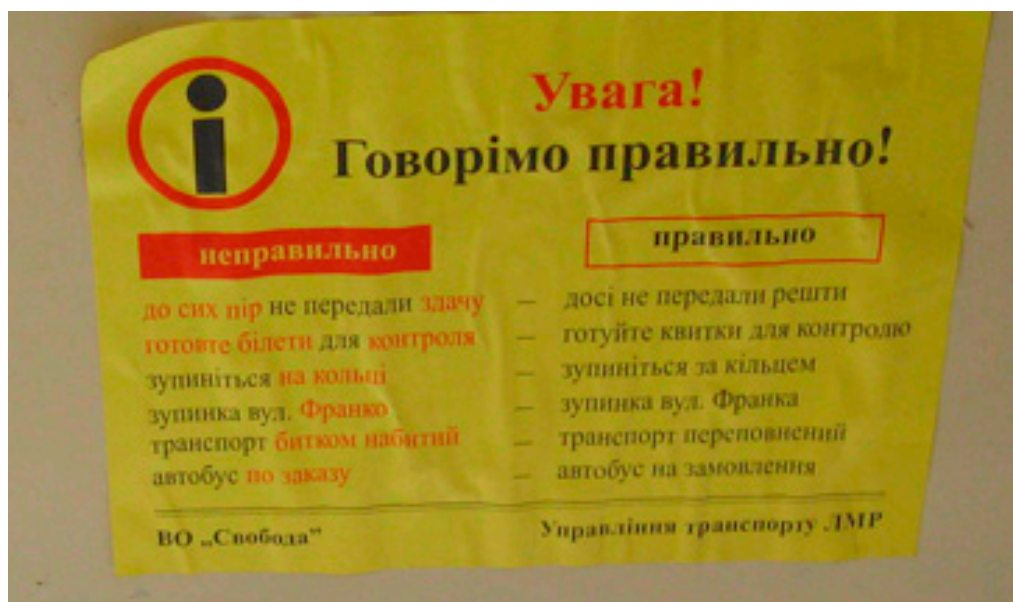 Увага!
Говорімо правильно!
неправильно правильно
до сих пір не передали здачу – досі не передали решти
готовте білети для контроля – готуйте квитки для контролю
зупиніться на кольці – зупиніться за кільцем
зупинка вул. Франко – зупинка вул. Франка
транспорт битком набитий – транспорт переповнений
автобус по заказу – автобус на замовлення
ВО „Свобода” Управління транспорту ЛМР